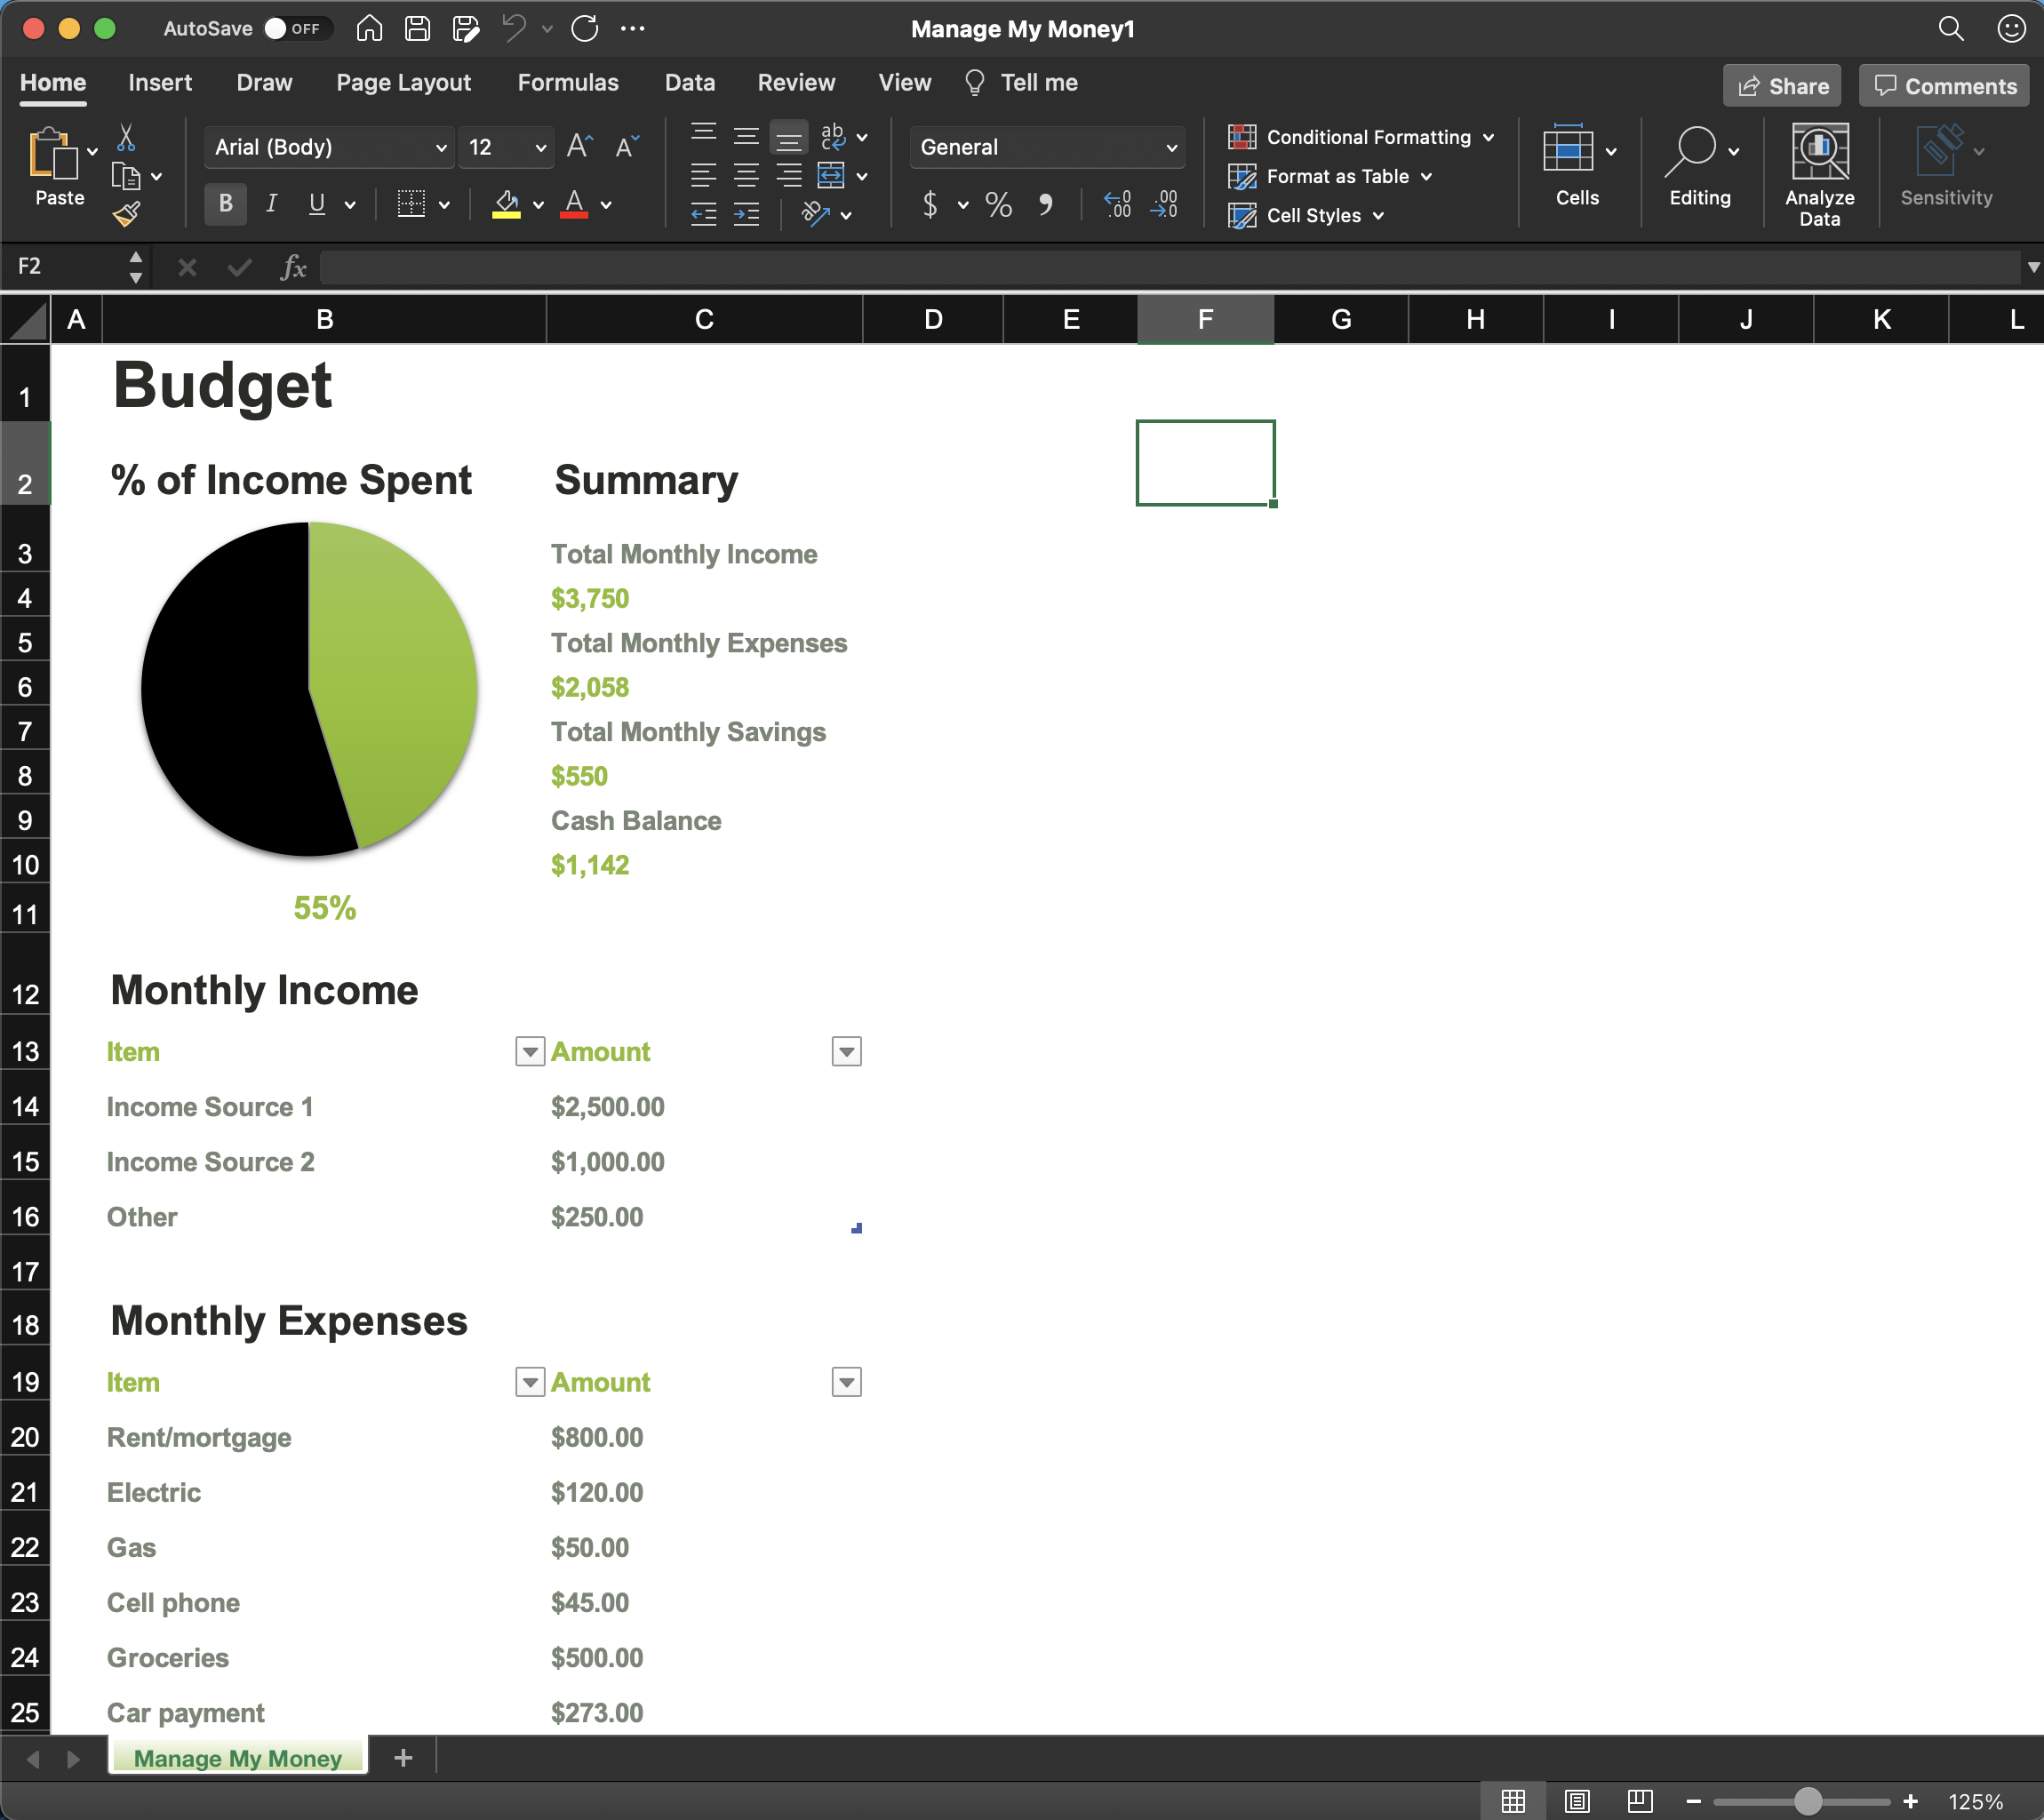 AutoSave OFF Manage My Money1
Home Insert Draw Page Layout Formulas Data Review View Tell me Share Comments
Paste Arial (Body) 12 General Conditional Formatting Format as Table Cell Styles Cells Editing Analyze Data Sensitivity
F2 fx
A B C D E F G H I J K L
1 Budget
2 % of Income Spent Summary
3 Total Monthly Income
4 $3,750
5 Total Monthly Expenses
6 $2,058
7 Total Monthly Savings
8 $550
9 Cash Balance
10 $1,142
11 55%
12 Monthly Income
13 Item Amount
14 Income Source 1 $2,500.00
15 Income Source 2 $1,000.00
16 Other $250.00
17
18 Monthly Expenses
19 Item Amount
20 Rent/mortgage $800.00
21 Electric $120.00
22 Gas $50.00
23 Cell phone $45.00
24 Groceries $500.00
25 Car payment $273.00
Manage My Money +
125%